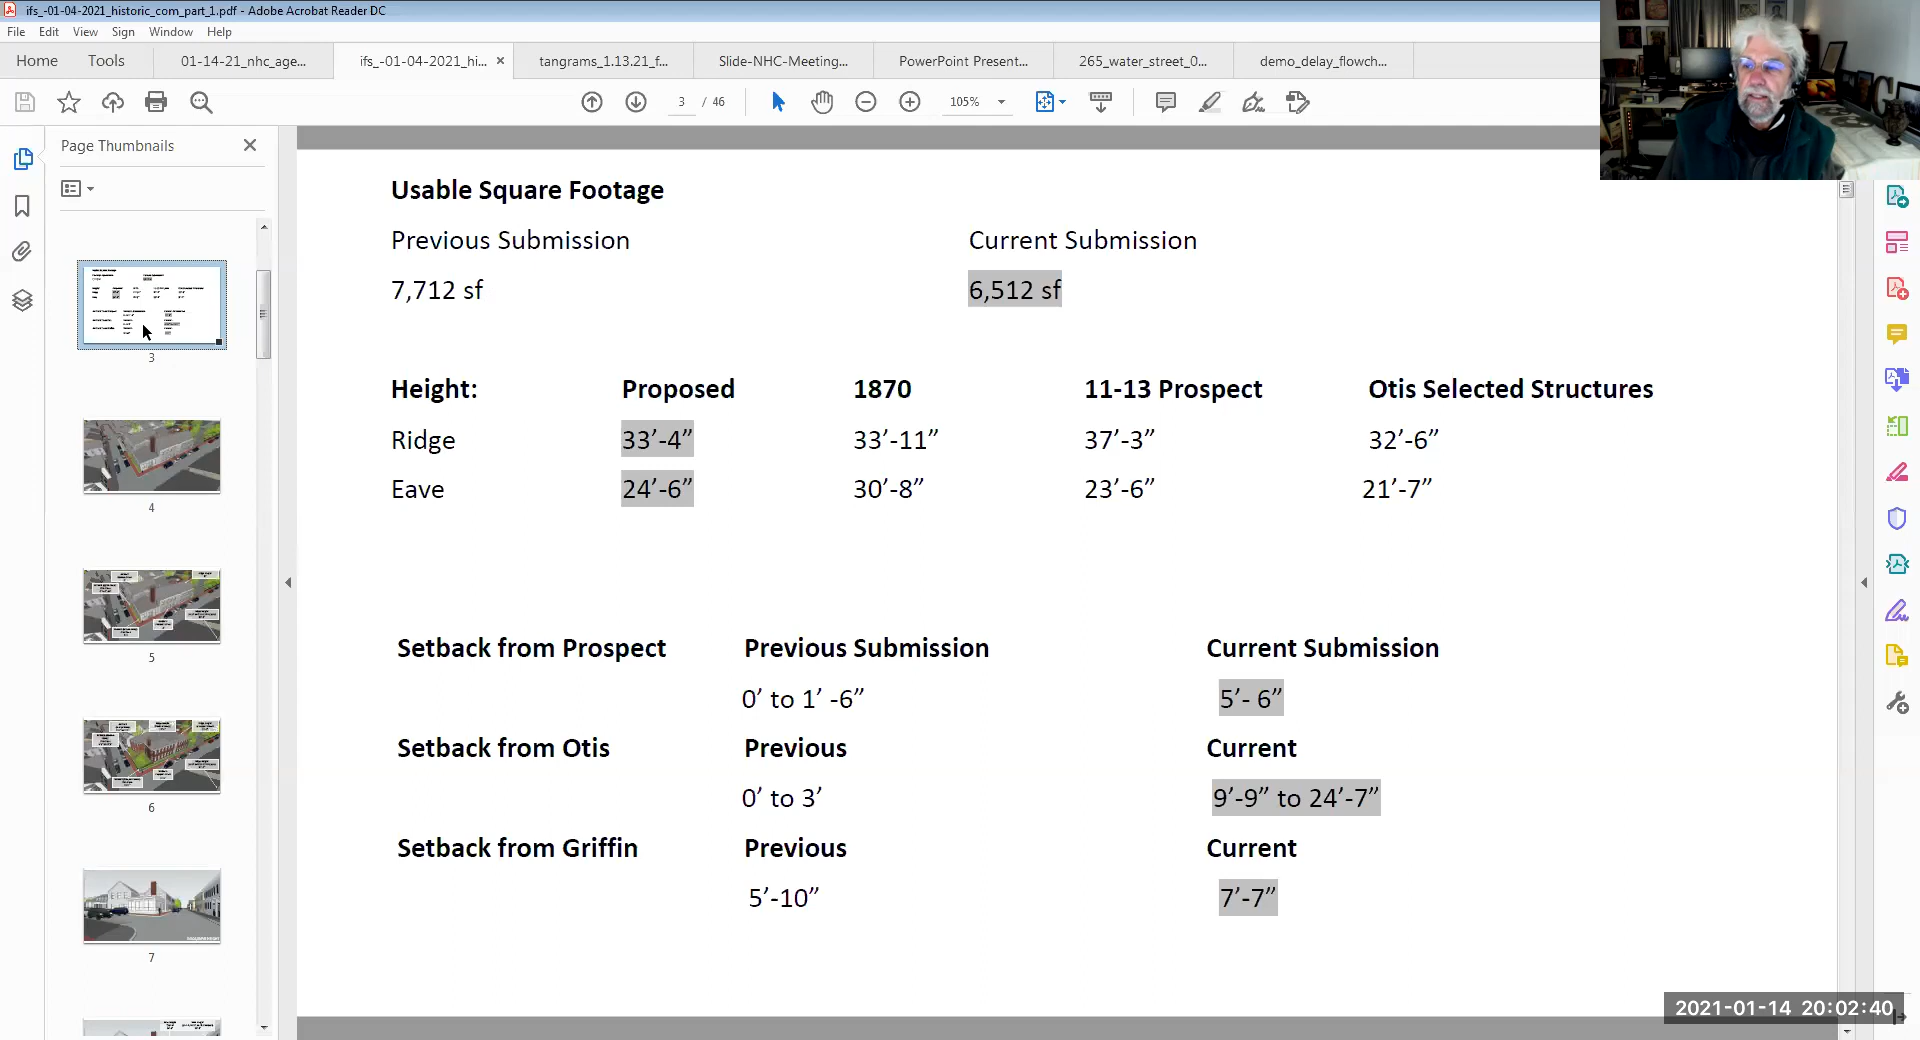 ifs_-01-04-2021_historic_com_part_1.pdf - Adobe Acrobat Reader DC
File Edit View Sign Window Help
Home Tools 01-14-21_nhc_age... ifs_-01-04-2021_hi... × tangrams_1.13.21_f... Slide-NHC-Meeting... PowerPoint Present... 265_water_street_0... demo_delay_flowch...
3 / 46 105%
Page Thumbnails
3
4
5
6
7
Usable Square Footage
Previous Submission Current Submission
7,712 sf 6,512 sf
Height: Proposed 1870 11-13 Prospect Otis Selected Structures
Ridge 33’-4” 33’-11” 37’-3” 32’-6”
Eave 24’-6” 30’-8” 23’-6” 21’-7”
Setback from Prospect Previous Submission Current Submission
0’ to 1’ -6” 5’- 6”
Setback from Otis Previous Current
0’ to 3’ 9’-9” to 24’-7”
Setback from Griffin Previous Current
5’-10” 7’-7”
2021-01-14 20:02:40